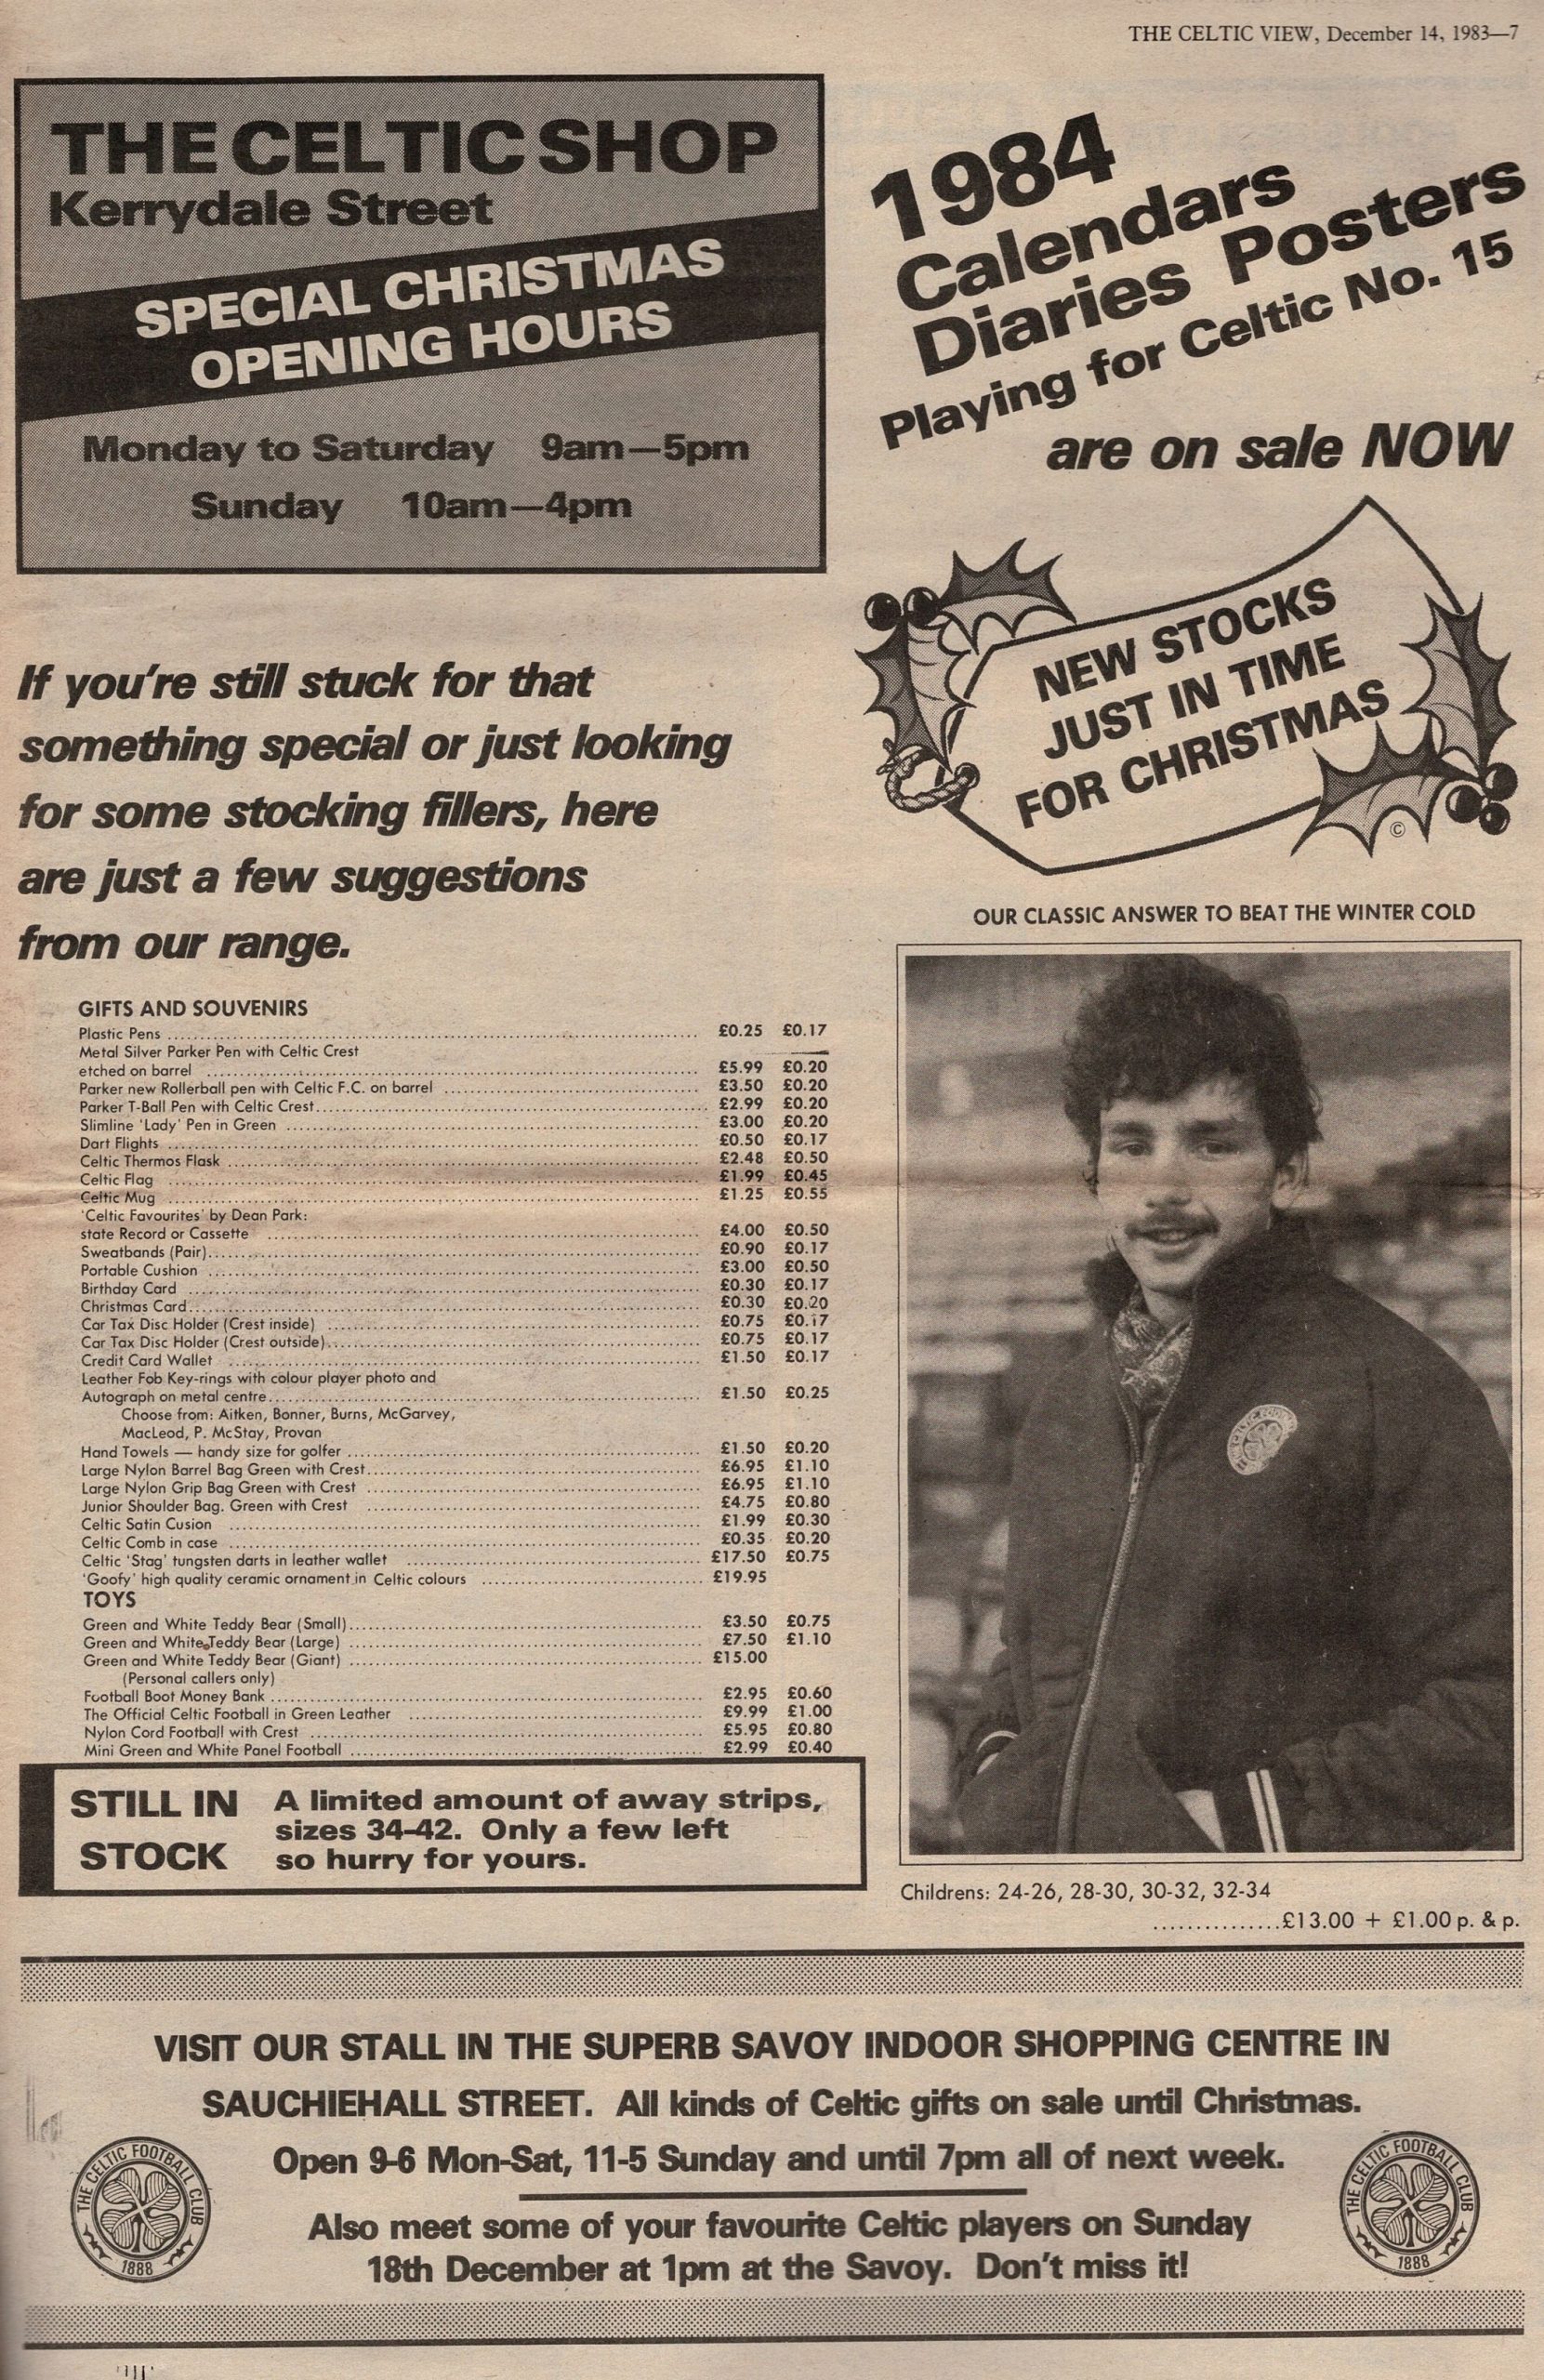 THE CELTIC VIEW, December 14, 1983—7
THE CELTIC SHOP
Kerrydale Street
SPECIAL CHRISTMAS
OPENING HOURS
Monday to Saturday 9am—5pm
Sunday 10am—4pm
1984
Calendars
Diaries Posters
Playing for Celtic No. 15
are on sale NOW
NEW STOCKS
JUST IN TIME
FOR CHRISTMAS
©
If you're still stuck for that
something special or just looking
for some stocking fillers, here
are just a few suggestions
from our range.
GIFTS AND SOUVENIRS
Plastic Pens ........ £0.25 £0.17
Metal Silver Parker Pen with Celtic Crest
etched on barrel ........ £5.99 £0.20
Parker new Rollerball pen with Celtic F.C. on barrel ........ £3.50 £0.20
Parker T-Ball Pen with Celtic Crest ........ £2.99 £0.20
Slimline 'Lady' Pen in Green ........ £3.00 £0.20
Dart Flights ........ £0.50 £0.17
Celtic Thermos Flask ........ £2.48 £0.50
Celtic Flag ........ £1.99 £0.45
Celtic Mug ........ £1.25 £0.55
'Celtic Favourites' by Dean Park:
state Record or Cassette ........ £4.00 £0.50
Sweatbands (Pair) ........ £0.90 £0.17
Portable Cushion ........ £3.00 £0.50
Birthday Card ........ £0.30 £0.17
Christmas Card ........ £0.30 £0.20
Car Tax Disc Holder (Crest inside) ........ £0.75 £0.17
Car Tax Disc Holder (Crest outside) ........ £0.75 £0.17
Credit Card Wallet ........ £1.50 £0.17
Leather Fob Key-rings with colour player photo and
Autograph on metal centre ........ £1.50 £0.25
Choose from: Aitken, Bonner, Burns, McGarvey,
MacLeod, P. McStay, Provan
Hand Towels — handy size for golfer ........ £1.50 £0.20
Large Nylon Barrel Bag Green with Crest ........ £6.95 £1.10
Large Nylon Grip Bag Green with Crest ........ £6.95 £1.10
Junior Shoulder Bag. Green with Crest ........ £4.75 £0.80
Celtic Satin Cusion ........ £1.99 £0.30
Celtic Comb in case ........ £0.35 £0.20
Celtic 'Stag' tungsten darts in leather wallet ........ £17.50 £0.75
'Goofy' high quality ceramic ornament in Celtic colours ........ £19.95
TOYS
Green and White Teddy Bear (Small) ........ £3.50 £0.75
Green and White Teddy Bear (Large) ........ £7.50 £1.10
Green and White Teddy Bear (Giant) ........ £15.00
(Personal callers only)
Football Boot Money Bank ........ £2.95 £0.60
The Official Celtic Football in Green Leather ........ £9.99 £1.00
Nylon Cord Football with Crest ........ £5.95 £0.80
Mini Green and White Panel Football ........ £2.99 £0.40
STILL IN
STOCK
A limited amount of away strips,
sizes 34-42. Only a few left
so hurry for yours.
OUR CLASSIC ANSWER TO BEAT THE WINTER COLD
Childrens: 24-26, 28-30, 30-32, 32-34
...............£13.00 + £1.00 p. & p.
VISIT OUR STALL IN THE SUPERB SAVOY INDOOR SHOPPING CENTRE IN
SAUCHIEHALL STREET. All kinds of Celtic gifts on sale until Christmas.
Open 9-6 Mon-Sat, 11-5 Sunday and until 7pm all of next week.
Also meet some of your favourite Celtic players on Sunday
18th December at 1pm at the Savoy. Don't miss it!
THE CELTIC FOOTBALL CLUB
1888
THE CELTIC FOOTBALL CLUB
1888